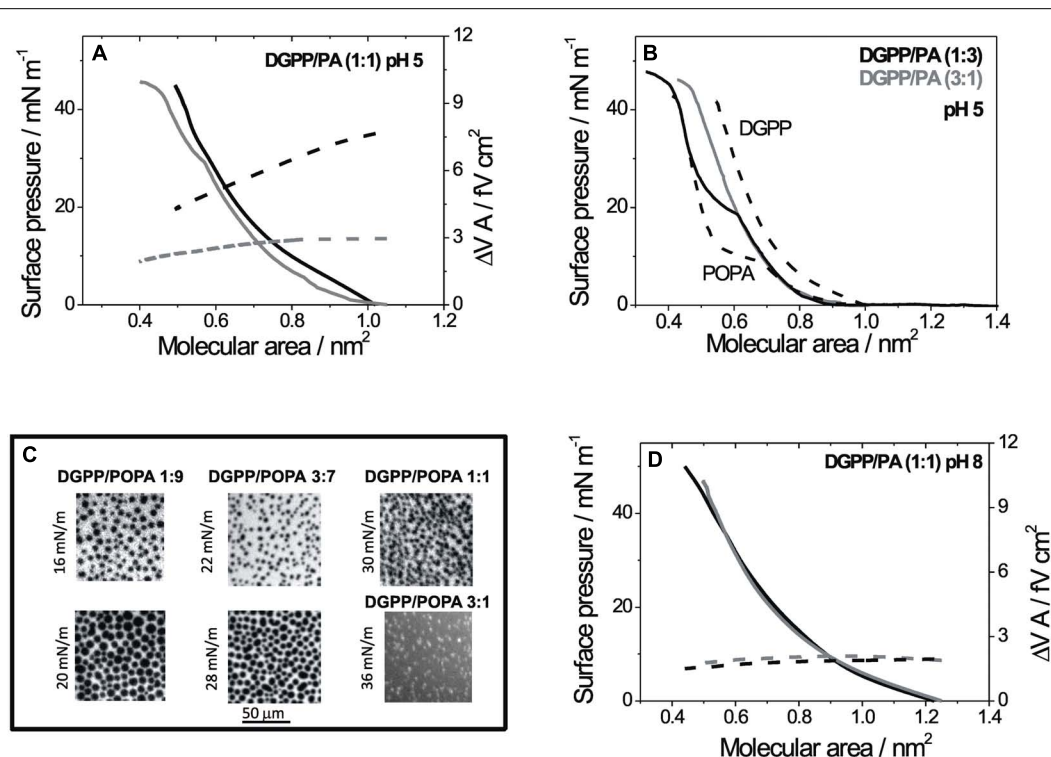 A
DGPP/PA (1:1) pH 5
Surface pressure / mN m⁻¹
40
20
0
0.4 0.6 0.8 1.0 1.2
Molecular area / nm²
12
9
6
3
0
ΔV A / fV cm²
B
DGPP/PA (1:3)
DGPP/PA (3:1)
pH 5
DGPP
POPA
Surface pressure / mN m⁻¹
40
20
0
0.4 0.6 0.8 1.0 1.2 1.4
Molecular area / nm²
C
DGPP/POPA 1:9 DGPP/POPA 3:7 DGPP/POPA 1:1
16 mN/m
22 mN/m
30 mN/m
DGPP/POPA 3:1
20 mN/m
28 mN/m
36 mN/m
50 µm
D
DGPP/PA (1:1) pH 8
Surface pressure / mN m⁻¹
40
20
0
0.4 0.6 0.8 1.0 1.2 1.4
Molecular area / nm²
12
9
6
3
0
ΔV A / fV cm²